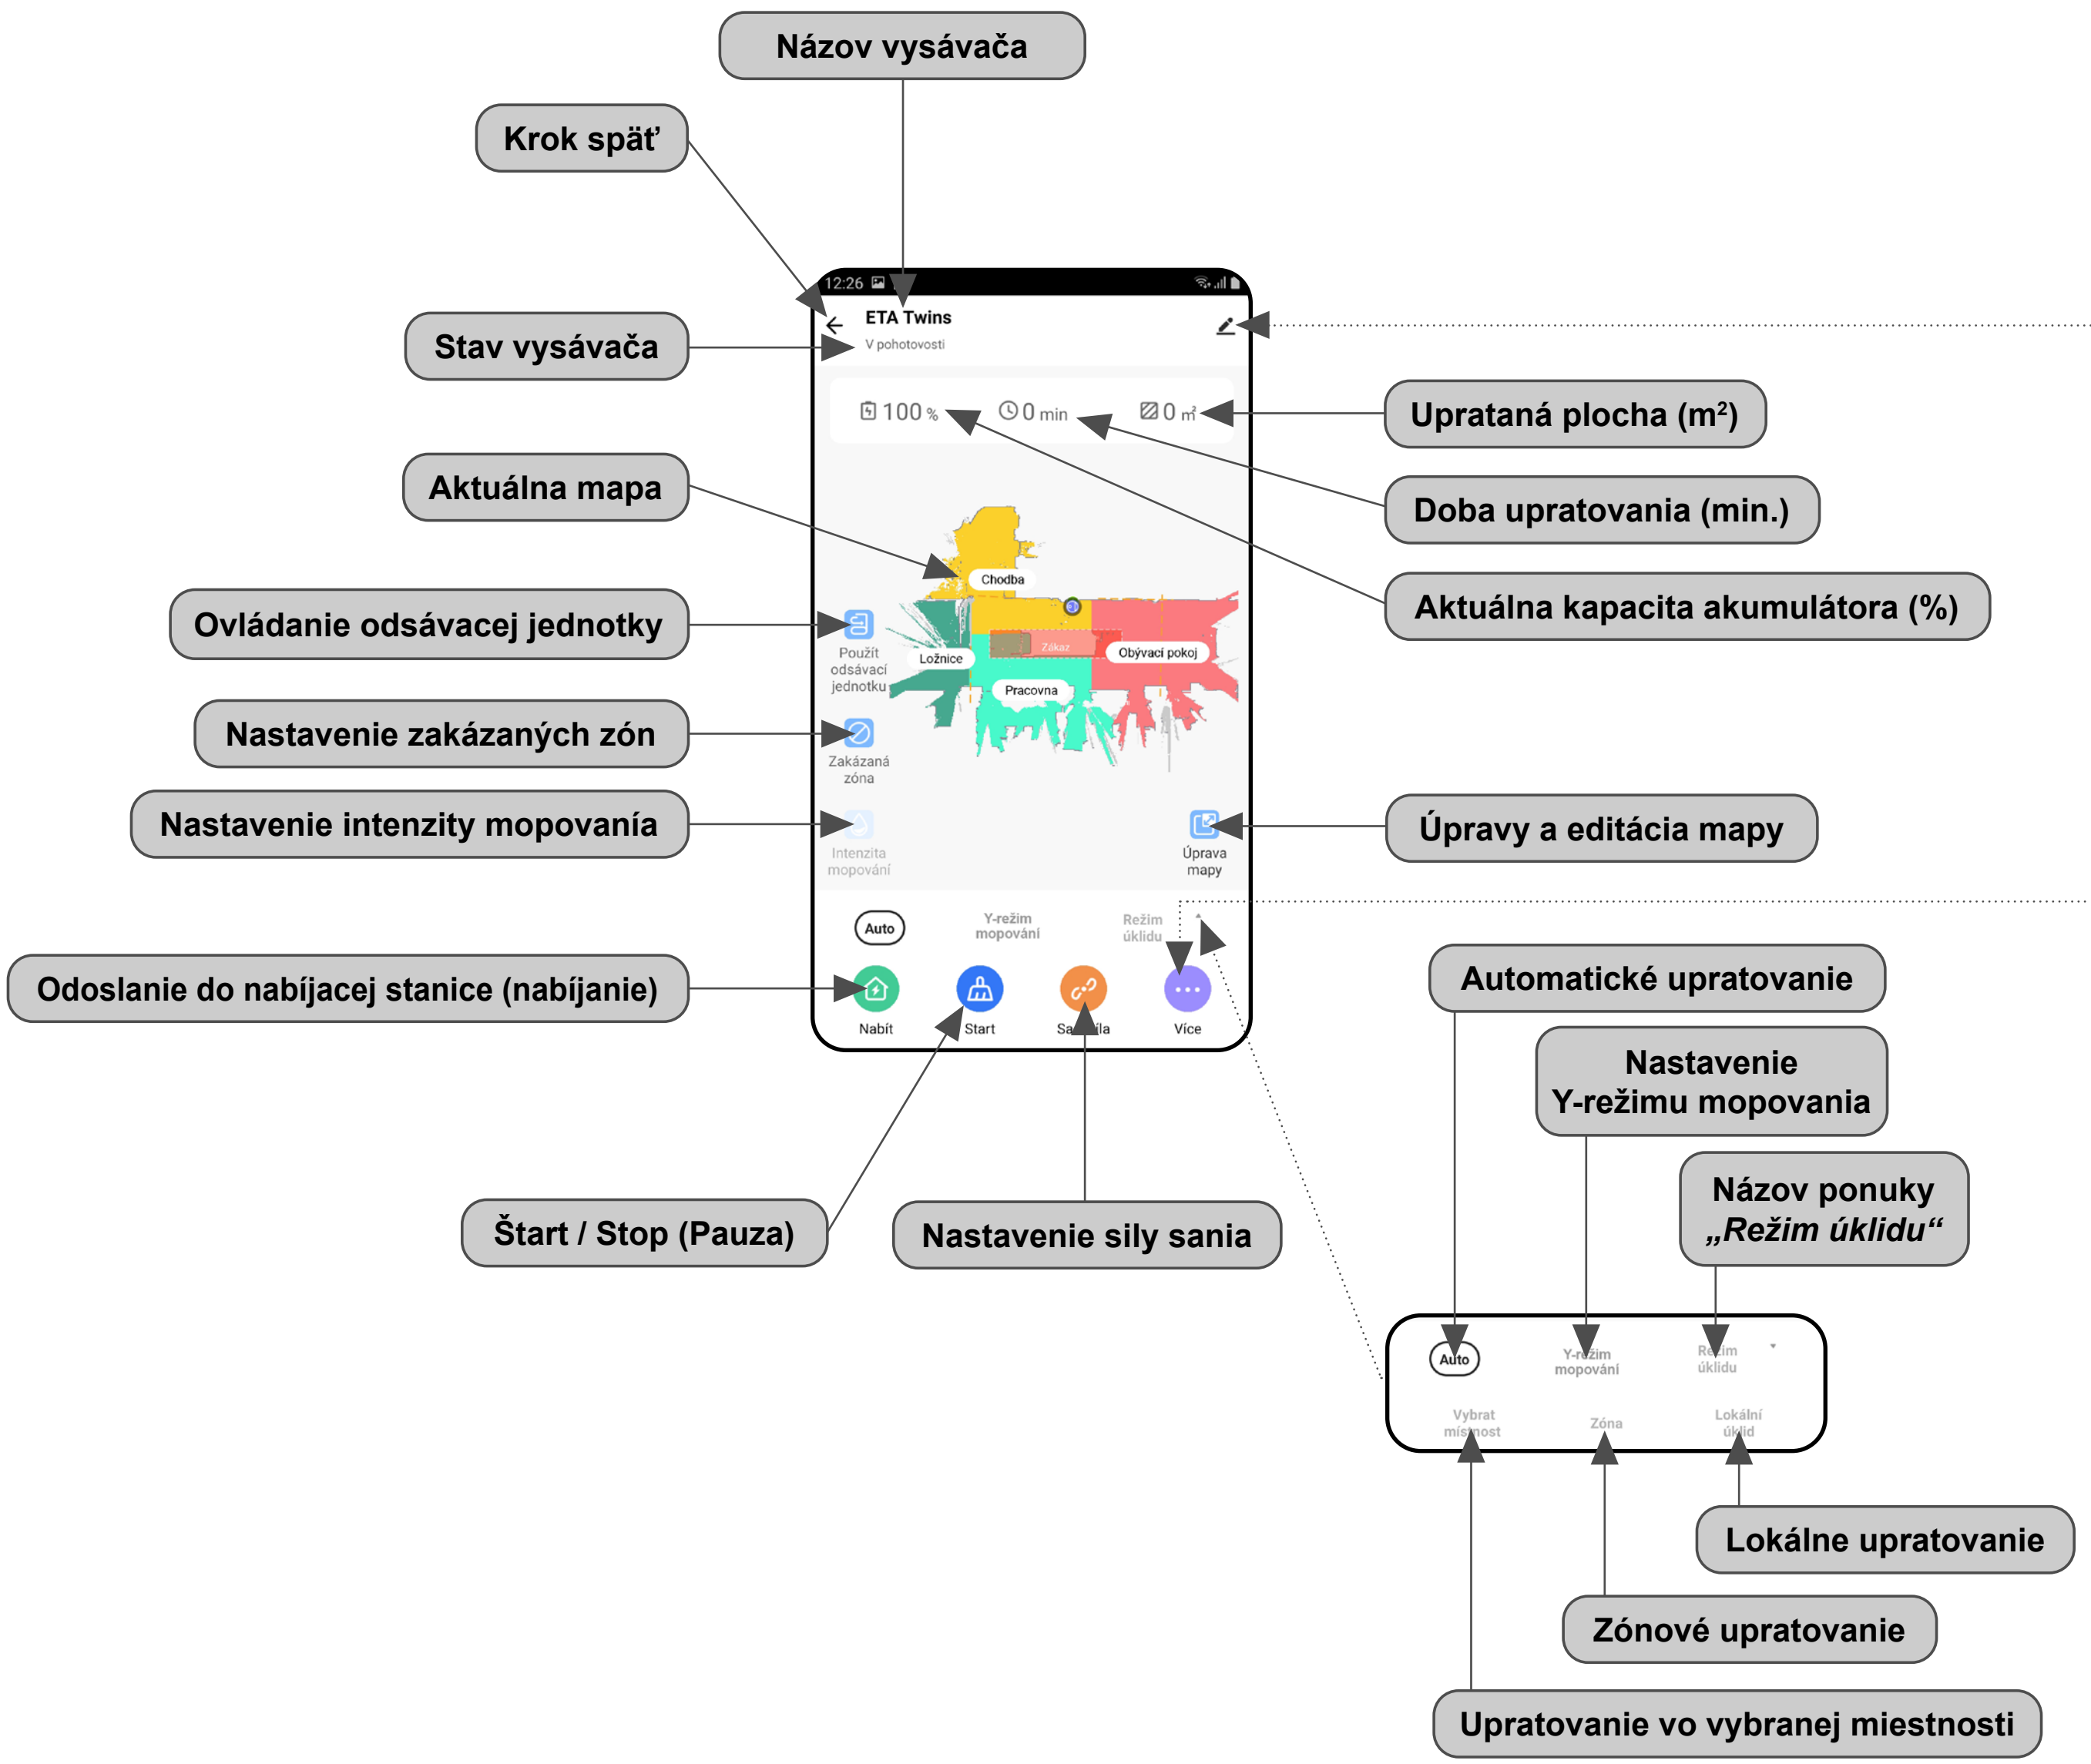 Názov vysávača
Krok späť
12:26
ETA Twins
V pohotovosti
Stav vysávača
100 %
0 min
0 m²
Uprataná plocha (m²)
Aktuálna mapa
Doba upratovania (min.)
Chodba
Aktuálna kapacita akumulátora (%)
Ovládanie odsávacej jednotky
Použít
odsávací
jednotku
Ložnice
Zákaz
Obývací pokoj
Pracovna
Nastavenie zakázaných zón
Zakázaná
zóna
Nastavenie intenzity mopovanía
Intenzita
mopování
Úprava
mapy
Úpravy a editácia mapy
Auto
Y-režim
mopování
Režim
úklidu
Odoslanie do nabíjacej stanice (nabíjanie)
Nabít
Start
Více
Automatické upratovanie
Nastavenie
Y-režimu mopovania
Názov ponuky
„Režim úklidu“
Štart / Stop (Pauza)
Nastavenie sily sania
Auto
Y-režim
mopování
Režim
úklidu
Vybrat
místnost
Zóna
Lokální
úklid
Lokálne upratovanie
Zónové upratovanie
Upratovanie vo vybranej miestnosti